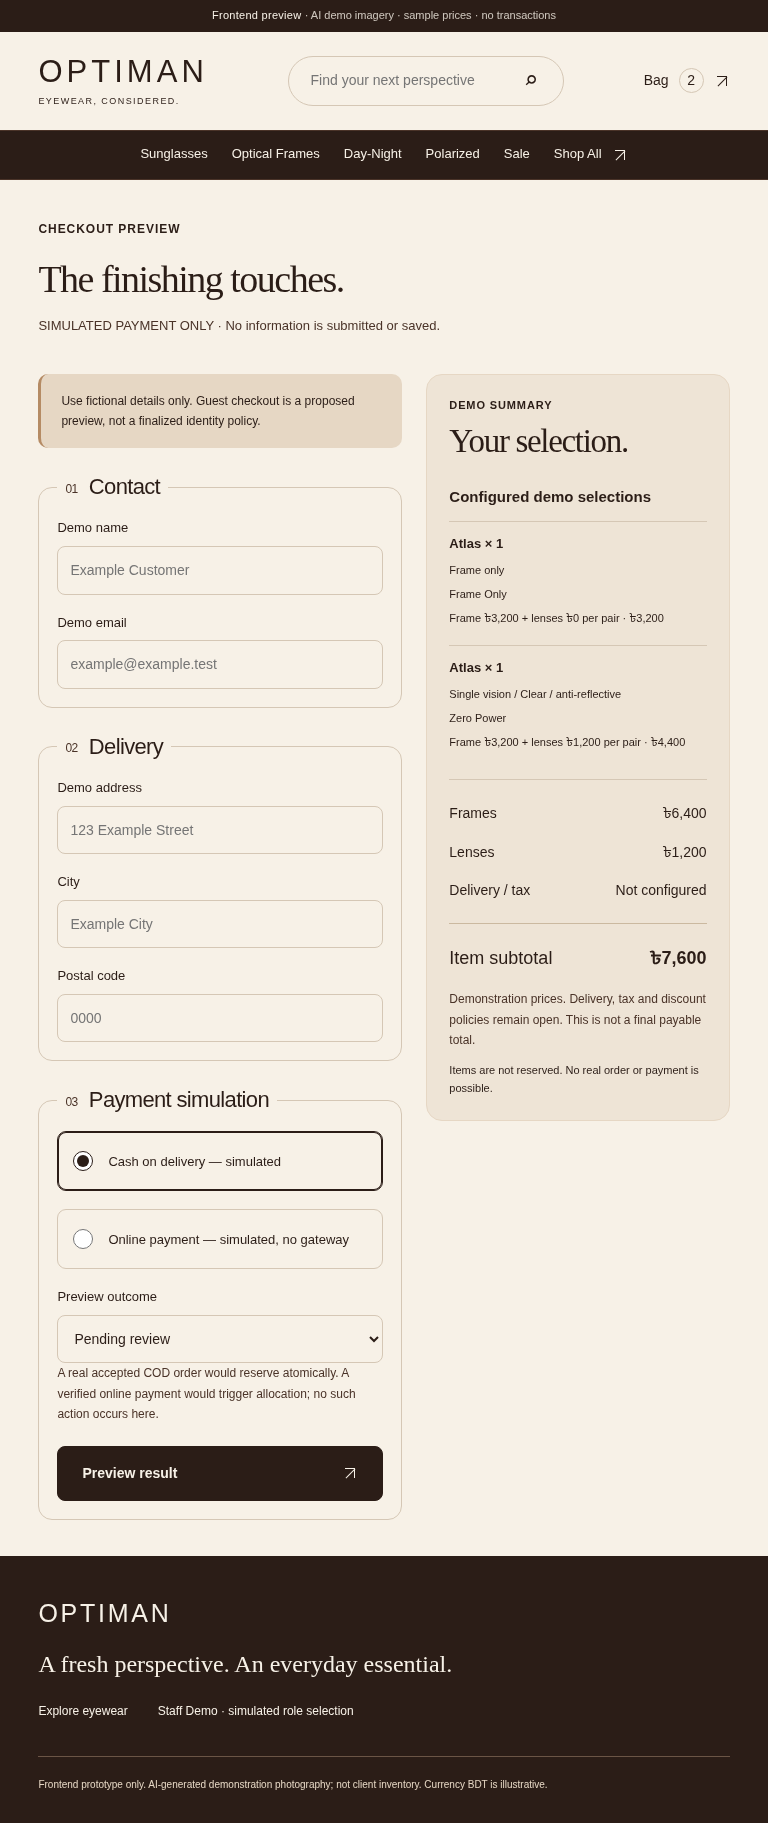 Frontend preview · AI demo imagery · sample prices · no transactions
OPTIMAN
EYEWEAR, CONSIDERED.
Find your next perspective
Bag 2
Sunglasses Optical Frames Day-Night Polarized Sale Shop All
CHECKOUT PREVIEW
The finishing touches.
SIMULATED PAYMENT ONLY · No information is submitted or saved.
Use fictional details only. Guest checkout is a proposed
preview, not a finalized identity policy.
01 Contact
Demo name
Example Customer
Demo email
example@example.test
02 Delivery
Demo address
123 Example Street
City
Example City
Postal code
0000
03 Payment simulation
Cash on delivery — simulated
Online payment — simulated, no gateway
Preview outcome
Pending review
A real accepted COD order would reserve atomically. A
verified online payment would trigger allocation; no such
action occurs here.
Preview result
DEMO SUMMARY
Your selection.
Configured demo selections
Atlas × 1
Frame only
Frame Only
Frame ৳3,200 + lenses ৳0 per pair · ৳3,200
Atlas × 1
Single vision / Clear / anti-reflective
Zero Power
Frame ৳3,200 + lenses ৳1,200 per pair · ৳4,400
Frames ৳6,400
Lenses ৳1,200
Delivery / tax Not configured
Item subtotal ৳7,600
Demonstration prices. Delivery, tax and discount
policies remain open. This is not a final payable
total.
Items are not reserved. No real order or payment is
possible.
OPTIMAN
A fresh perspective. An everyday essential.
Explore eyewear Staff Demo · simulated role selection
Frontend prototype only. AI-generated demonstration photography; not client inventory. Currency BDT is illustrative.